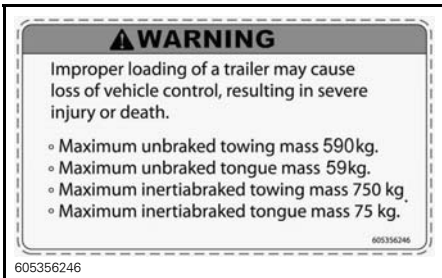 WARNING
Improper loading of a trailer may cause
loss of vehicle control, resulting in severe
injury or death.
◦ Maximum unbraked towing mass 590kg.
◦ Maximum unbraked tongue mass 59kg.
◦ Maximum inertiabraked towing mass 750 kg.
◦ Maximum inertiabraked tongue mass 75 kg.
605356246
605356246